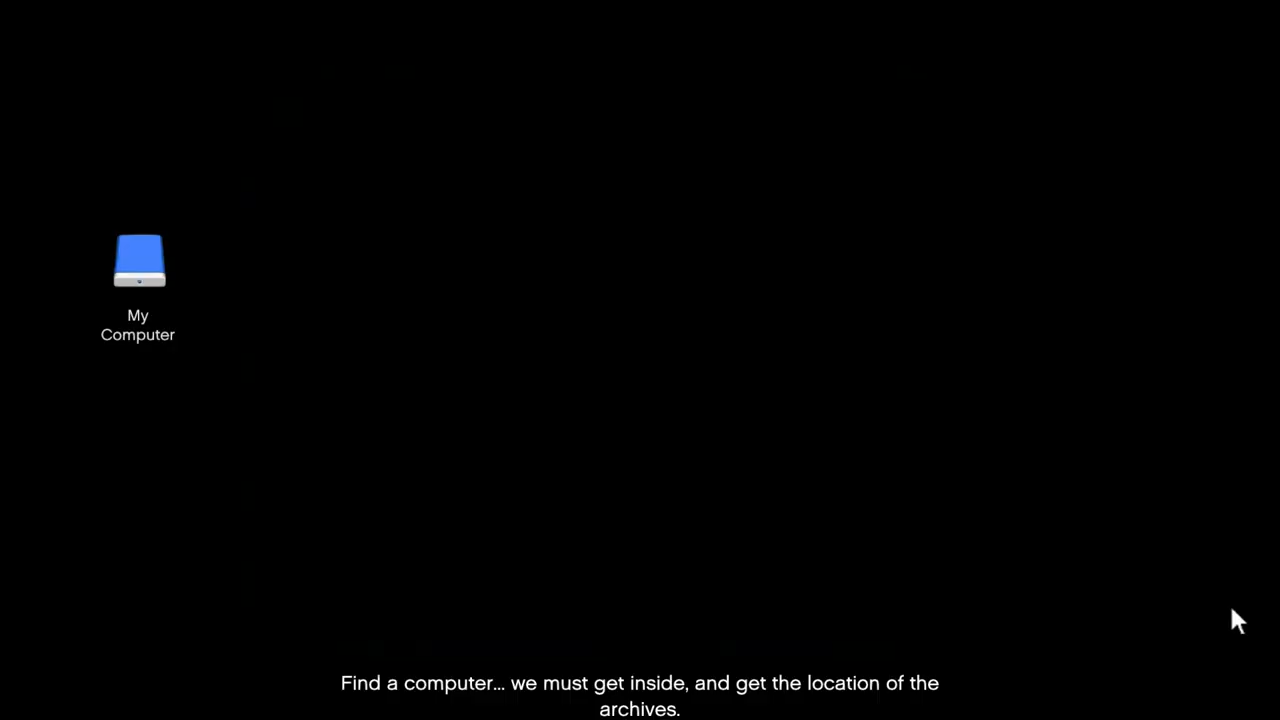 My
Computer
Find a computer... we must get inside, and get the location of the
archives.